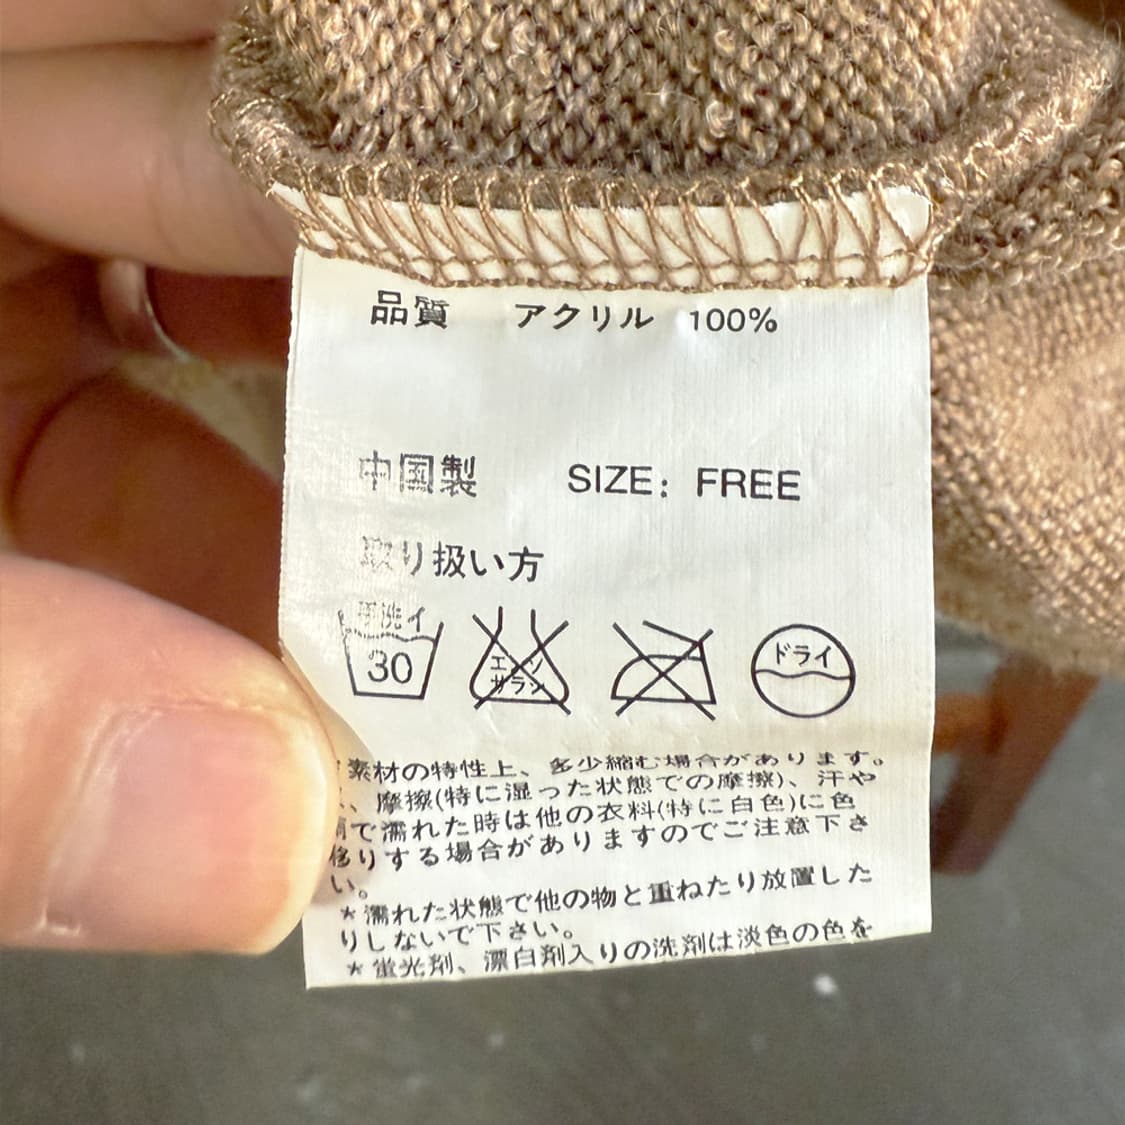 品質 アクリル 100%
中国製 SIZE: FREE
取り扱い方
手洗イ
30
エンソ
サラシ
ドライ
素材の特性上、多少縮む場合があります。
、摩擦(特に湿った状態での摩擦)、汗や
で濡れた時は他の衣料(特に白色)に色
移りする場合がありますのでご注意下さ
い。
*濡れた状態で他の物と重ねたり放置した
りしないで下さい。
*蛍光剤、漂白剤入りの洗剤は淡色の色を